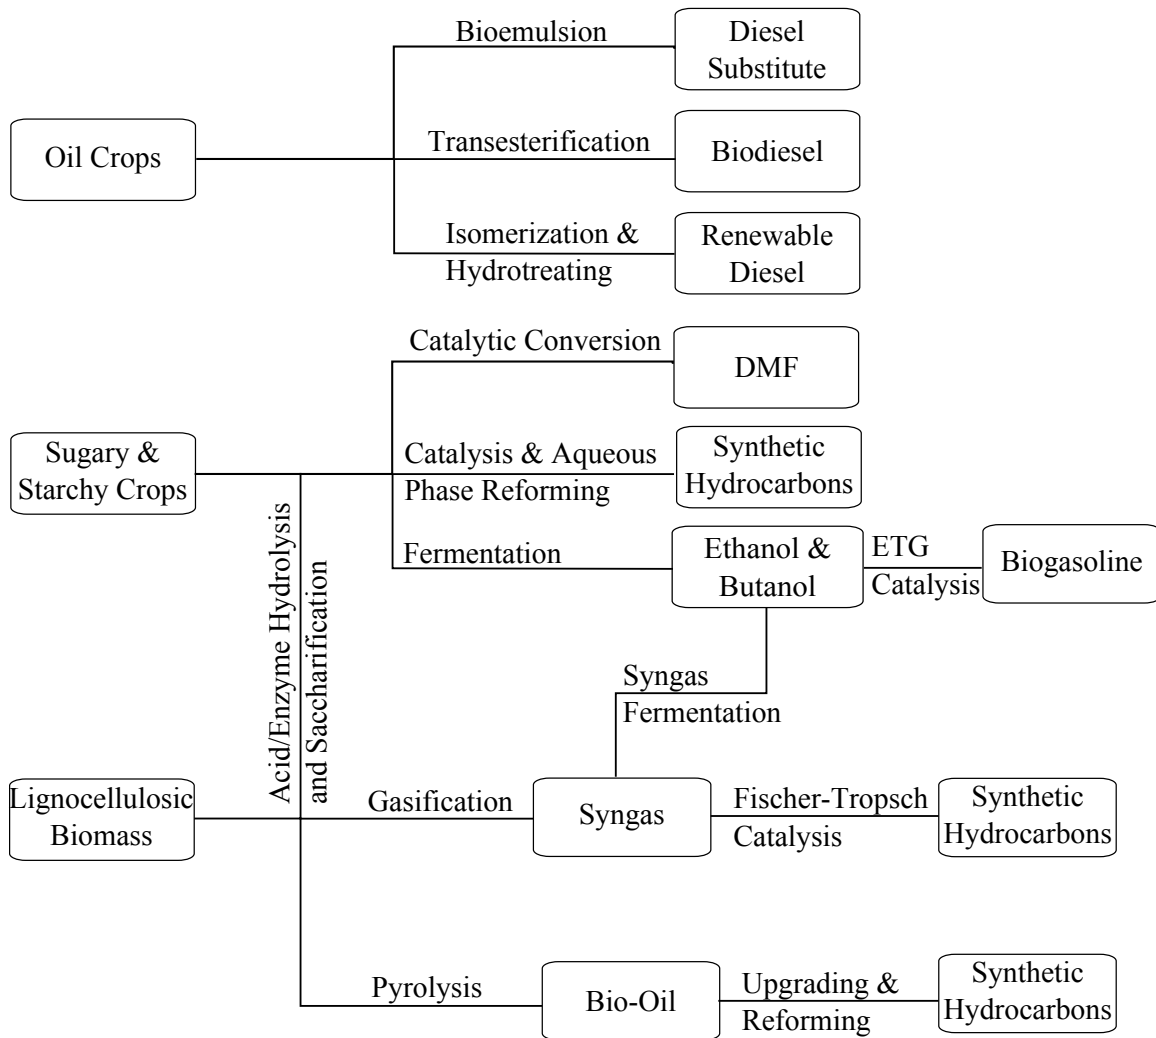 Bioemulsion
Diesel
Substitute
Oil Crops
Transesterification
Biodiesel
Isomerization &
Hydrotreating
Renewable
Diesel
Catalytic Conversion
DMF
Sugary &
Starchy Crops
Catalysis & Aqueous
Phase Reforming
Synthetic
Hydrocarbons
Fermentation
Ethanol &
Butanol
ETG
Catalysis
Biogasoline
Acid/Enzyme Hydrolysis
and Saccharification
Syngas
Fermentation
Lignocellulosic
Biomass
Gasification
Syngas
Fischer-Tropsch
Catalysis
Synthetic
Hydrocarbons
Pyrolysis
Bio-Oil
Upgrading &
Reforming
Synthetic
Hydrocarbons